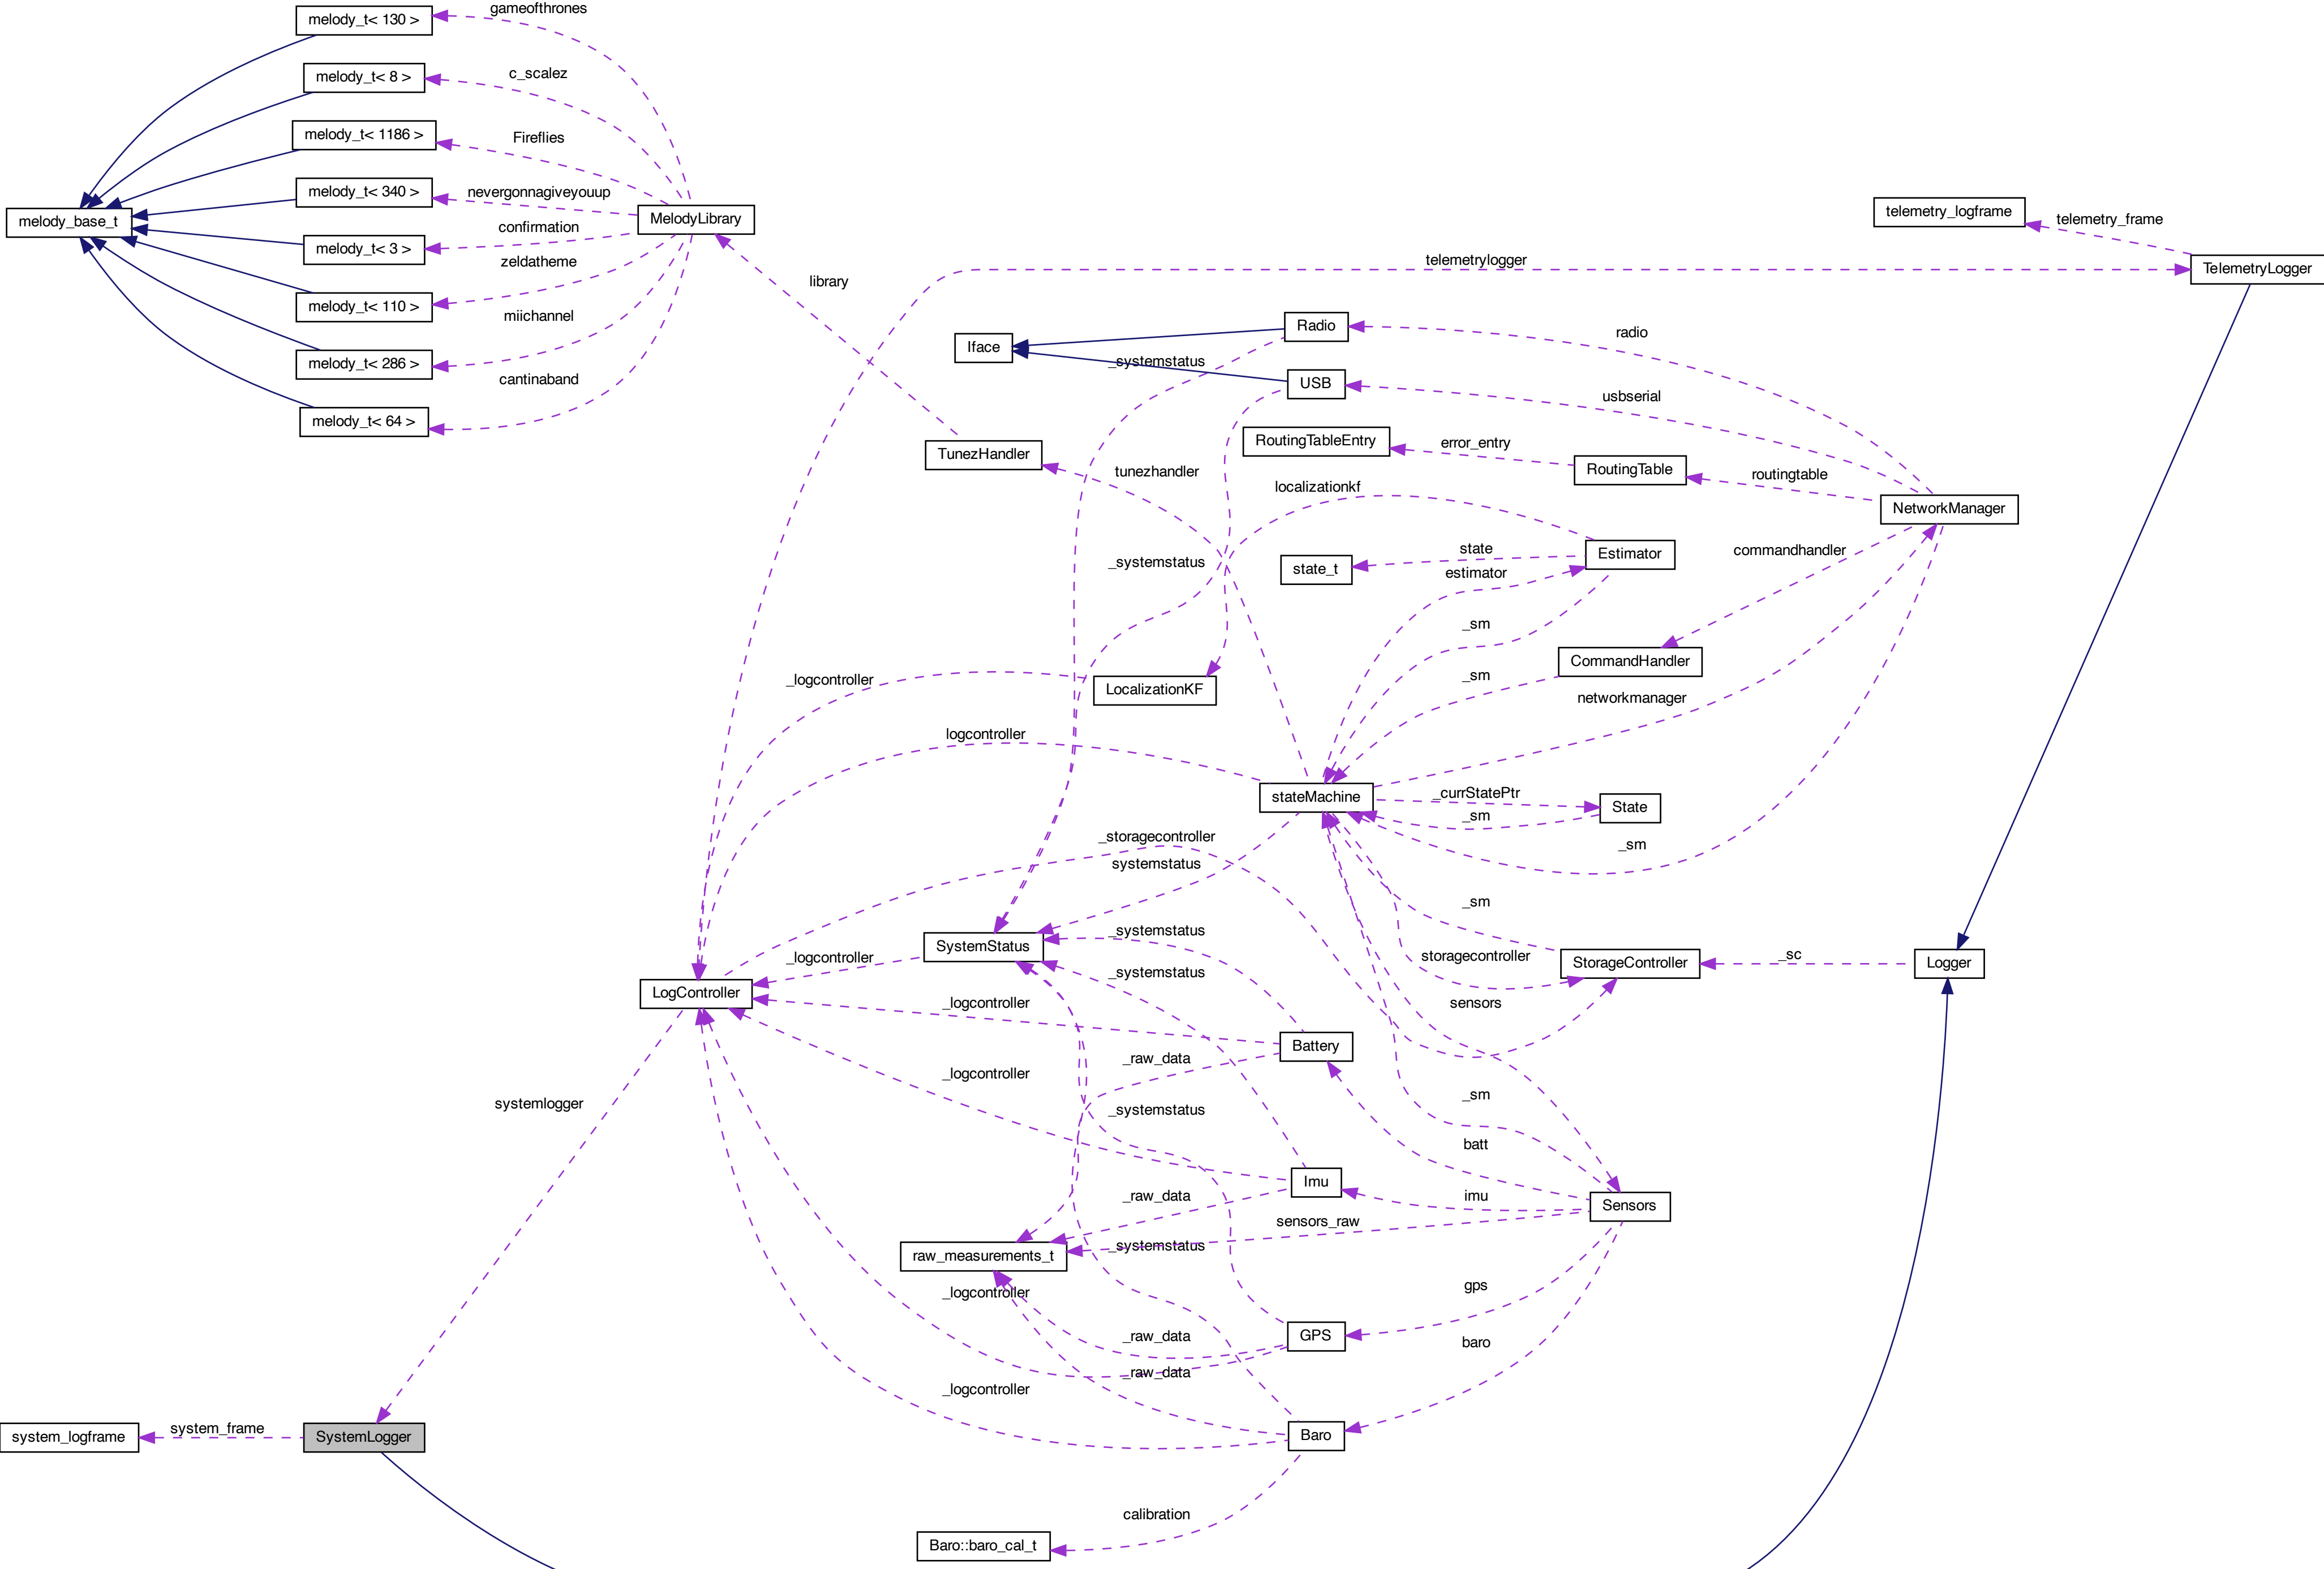 gameofthrones
melody_t< 130 >
c_scalez
melody_t< 8 >
Fireflies
melody_t< 1186 >
nevergonnagiveyouup
melody_t< 340 >
melody_base_t
MelodyLibrary
confirmation
melody_t< 3 >
zeldatheme
melody_t< 110 >
miichannel
melody_t< 286 >
cantinaband
melody_t< 64 >
library
telemetry_logframe
telemetry_frame
telemetrylogger
TelemetryLogger
Radio
radio
Iface
_systemstatus
USB
usbserial
RoutingTableEntry
error_entry
TunezHandler
tunezhandler
RoutingTable
routingtable
localizationkf
NetworkManager
state
Estimator
commandhandler
_systemstatus
state_t
estimator
_sm
CommandHandler
_logcontroller
LocalizationKF
_sm
networkmanager
logcontroller
stateMachine
_currStatePtr
State
_sm
_storagecontroller
_sm
systemstatus
_sm
_systemstatus
SystemStatus
_logcontroller
storagecontroller
StorageController
_sc
Logger
_systemstatus
LogController
_logcontroller
sensors
Battery
_raw_data
_logcontroller
systemlogger
_systemstatus
_sm
batt
Imu
_raw_data
imu
Sensors
sensors_raw
raw_measurements_t
_systemstatus
_logcontroller
gps
GPS
_raw_data
baro
_raw_data
_logcontroller
system_logframe
system_frame
SystemLogger
Baro
calibration
Baro::baro_cal_t